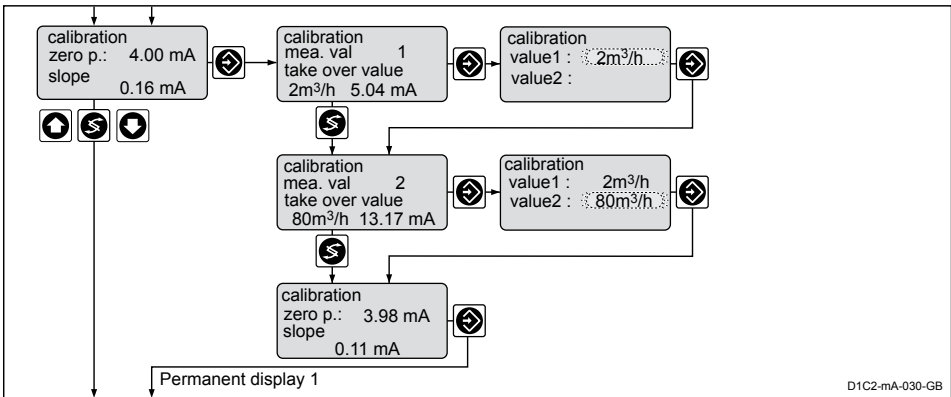 calibration
zero p.: 4.00 mA
slope
0.16 mA
calibration
mea. val 1
take over value
2m³/h 5.04 mA
calibration
value1 : 2m³/h
value2 :
calibration
mea. val 2
take over value
80m³/h 13.17 mA
calibration
value1 : 2m³/h
value2 : 80m³/h
calibration
zero p.: 3.98 mA
slope
0.11 mA
Permanent display 1
D1C2-mA-030-GB